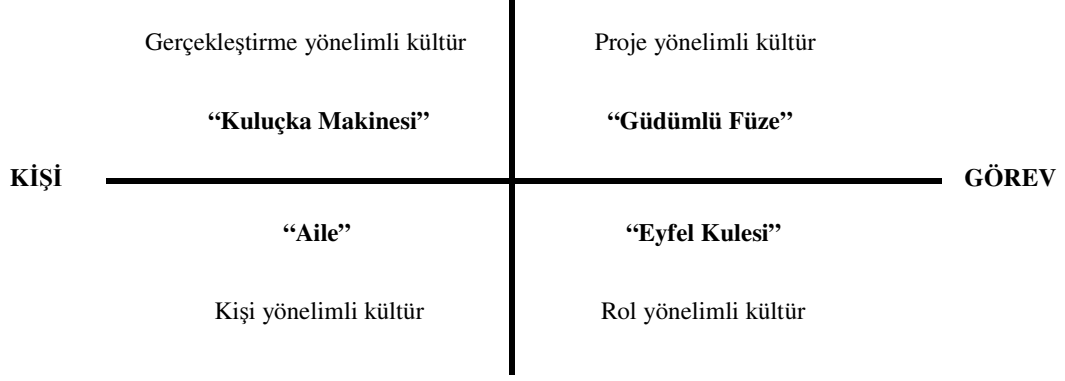 Gerçekleştirme yönelimli kültür
Proje yönelimli kültür
“Kuluçka Makinesi”
“Güdümlü Füze”
KİŞİ
GÖREV
“Aile”
“Eyfel Kulesi”
Kişi yönelimli kültür
Rol yönelimli kültür